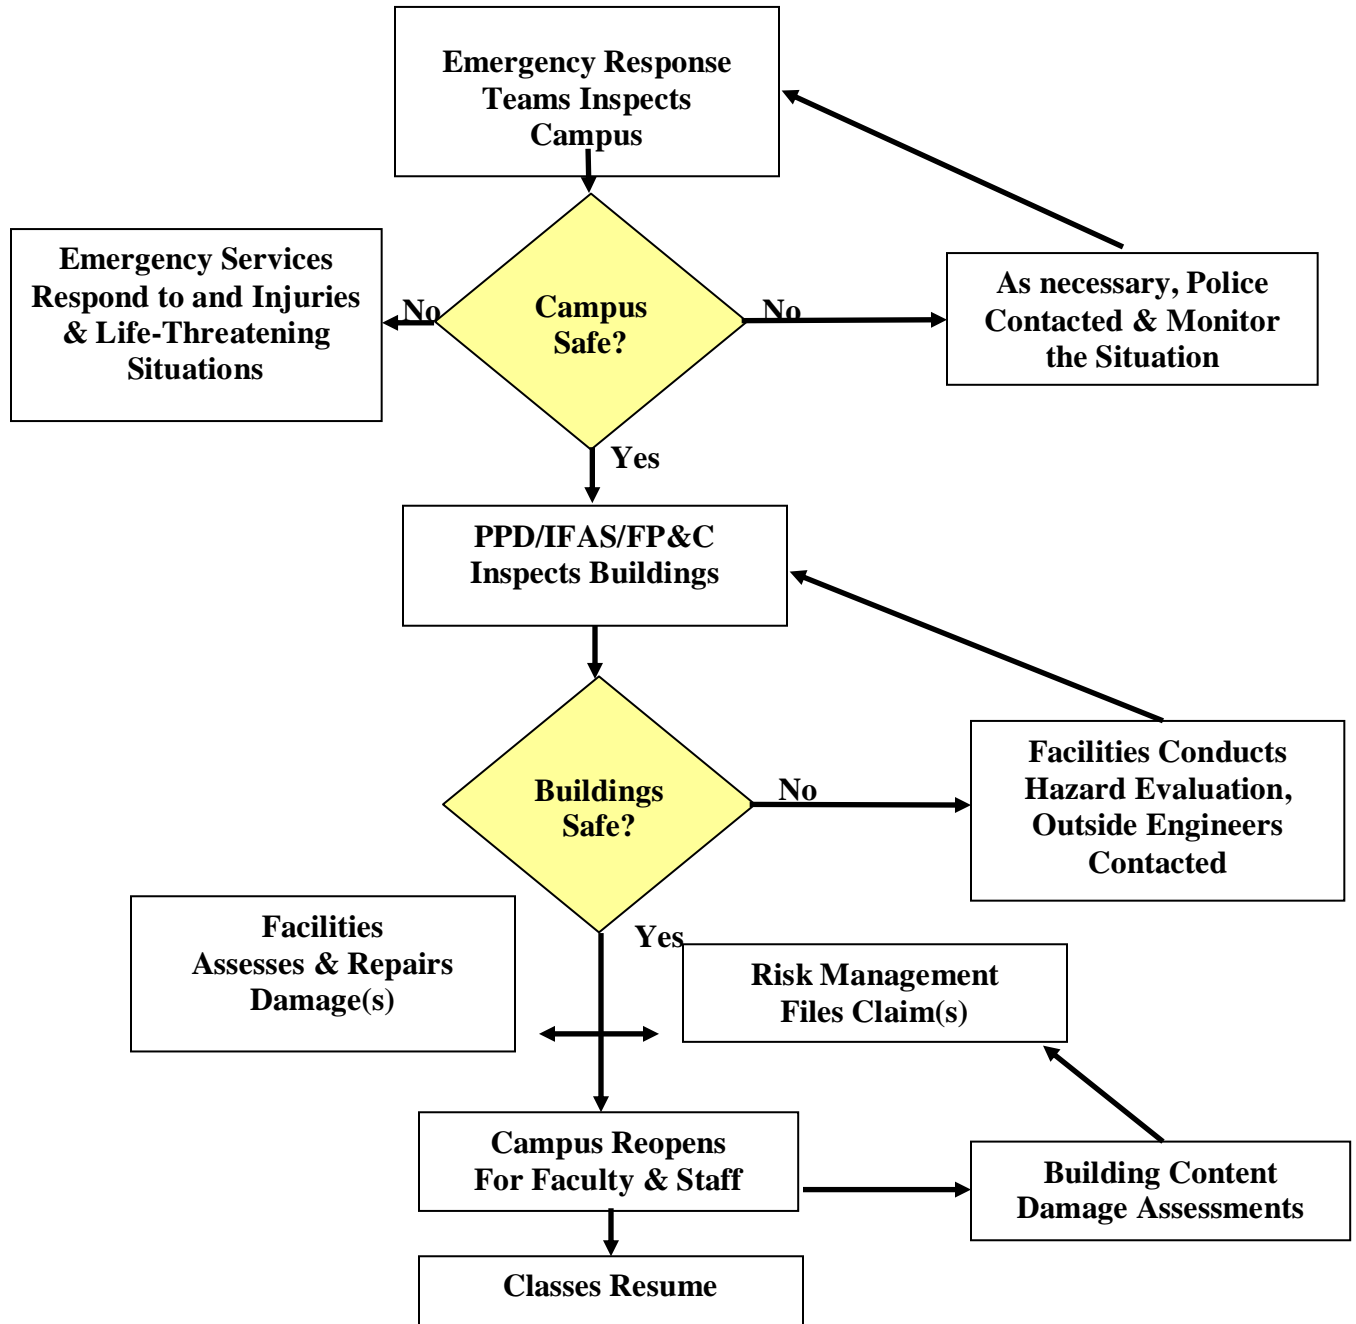 Emergency Response
Teams Inspects
Campus
Emergency Services
Respond to and Injuries
& Life-Threatening
Situations
No
Campus
Safe?
No
As necessary, Police
Contacted & Monitor
the Situation
Yes
PPD/IFAS/FP&C
Inspects Buildings
Buildings
Safe?
No
Facilities Conducts
Hazard Evaluation,
Outside Engineers
Contacted
Yes
Facilities
Assesses & Repairs
Damage(s)
Risk Management
Files Claim(s)
Campus Reopens
For Faculty & Staff
Building Content
Damage Assessments
Classes Resume